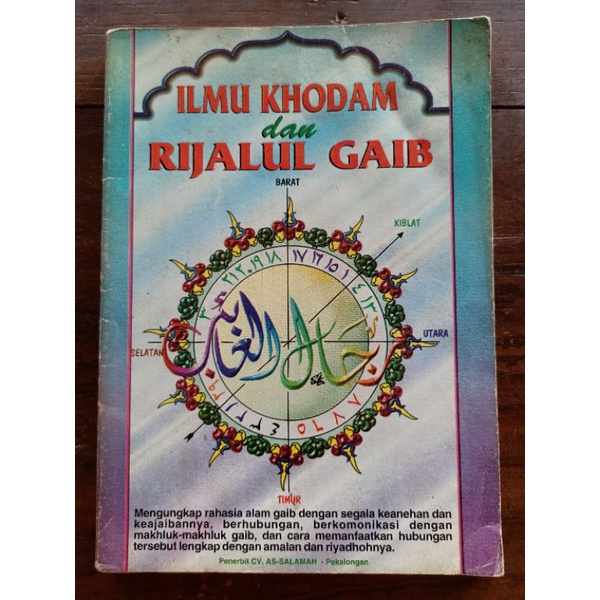 ILMU KHODAM
dan
RIJALUL GAIB
BARAT
KIBLAT
رجال الغائب
UTARA
SELATAN
TIMUR
Mengungkap rahasia alam gaib dengan segala keanehan dan
keajaibannya, berhubungan, berkomonikasi dengan
makhluk-makhluk gaib, dan cara memanfaatkan hubungan
tersebut lengkap dengan amalan dan riyadhohnya.
Penerbit CV. AS-SALAMAH - Pekalongan